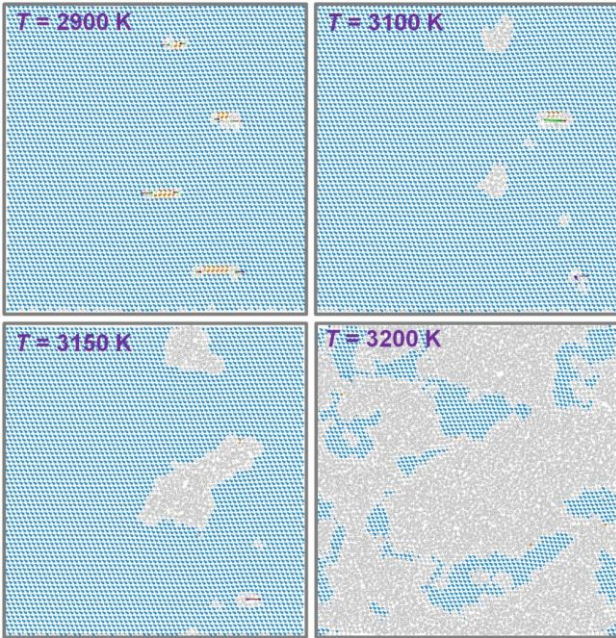 T = 2900 K
T = 3100 K
T = 3150 K
T = 3200 K